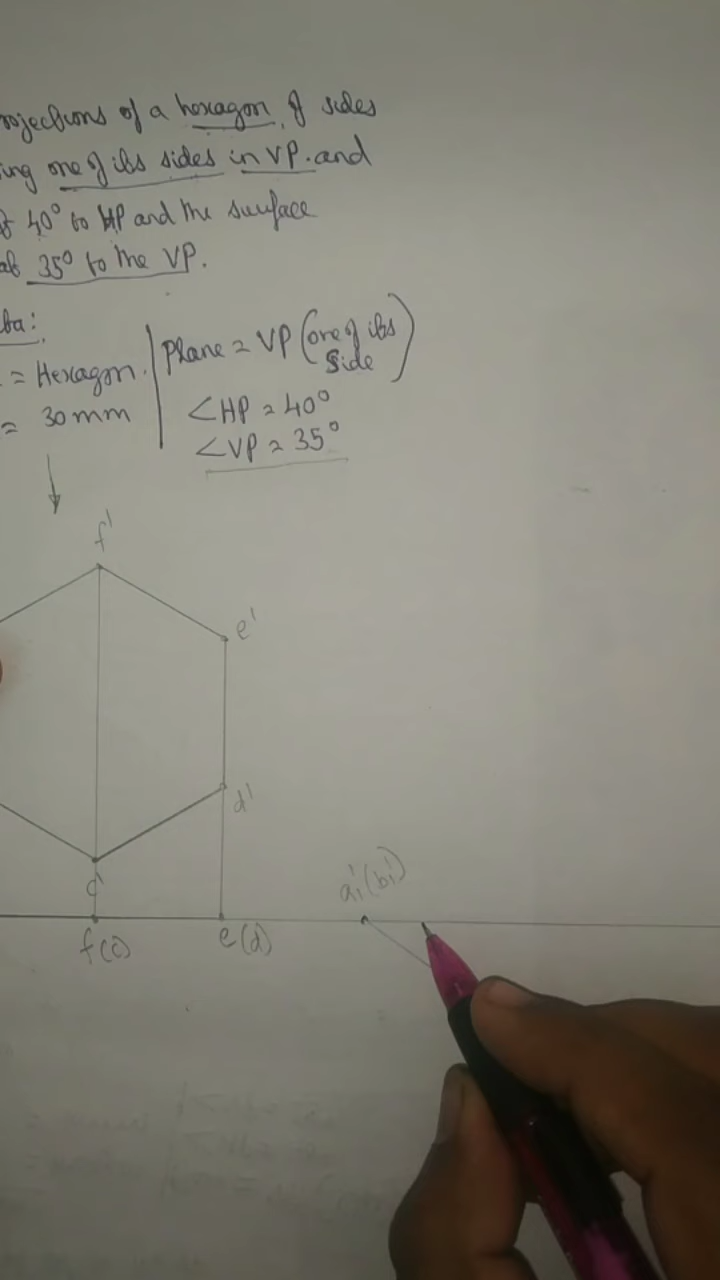 rojections of a hexagon of sides
ing one of its sides in VP. and
of 40° to HP and the surface
at 35° to the VP.
ta:
= Hexagon.
= 30 mm
Plane = VP (one of its
Side)
∠HP = 40°
∠VP = 35°
f'
e'
d'
c'
a₁'(b₁')
f(c)
e(d)